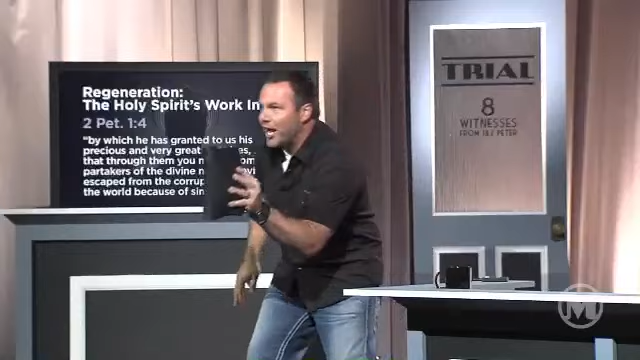 Regeneration:
The Holy Spirit's Work In
2 Pet. 1:4
"by which he has granted to us his
precious and very great
that through them you m
partakers of the divine n
escaped from the corrup
the world because of sin
TRIAL
8
WITNESSES
FROM 1&2 PETER
M